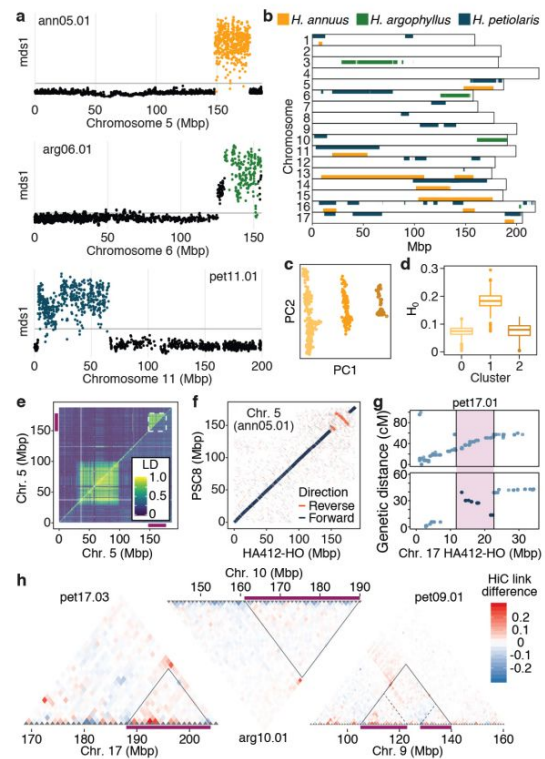 a
ann05.01
mds1
0 50 100 150
Chromosome 5 (Mbp)
arg06.01
mds1
0 50 100 150
Chromosome 6 (Mbp)
pet11.01
mds1
0 50 100 150 200
Chromosome 11 (Mbp)
b
H. annuus H. argophyllus H. petiolaris
Chromosome
1
2
3
4
5
6
7
8
9
10
11
12
13
14
15
16
17
0 50 100 150 200
Mbp
c
PC2
PC1
d
H0
0.3
0.2
0.1
0
0 1 2
Cluster
e
Chr. 5 (Mbp)
150
100
50
0
LD
1.0
0.5
0.0
0 50 100 150
Chr. 5 (Mbp)
f
PSC8 (Mbp)
150
100
50
0
Chr. 5
(ann05.01)
Direction
Reverse
Forward
0 50 100 150
HA412-HO (Mbp)
g
pet17.01
Genetic distance (cM)
80
40
0
60
30
0
0 10 20 30
Chr. 17 HA412-HO (Mbp)
h
pet17.03
170 180 190 200
Chr. 17 (Mbp)
Chr. 10 (Mbp)
150 160 170 180 190
arg10.01
pet09.01
100 120 140 160
Chr. 9 (Mbp)
HiC link
difference
0.2
0.1
0
-0.1
-0.2